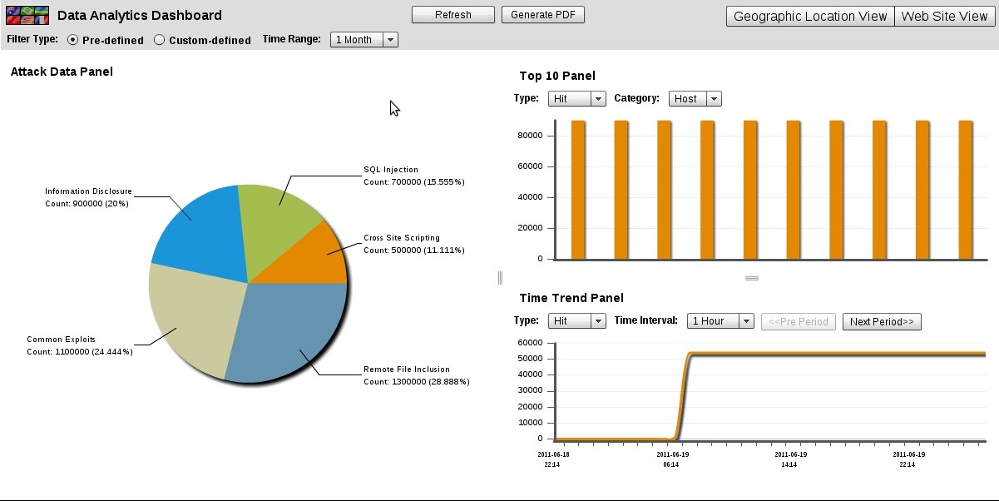 Data Analytics Dashboard
Refresh
Generate PDF
Geographic Location View
Web Site View
Filter Type: Pre-defined Custom-defined Time Range: 1 Month
Attack Data Panel
SQL Injection
Count: 700000 (15.555%)
Information Disclosure
Count: 900000 (20%)
Cross Site Scripting
Count: 500000 (11.111%)
Common Exploits
Count: 1100000 (24.444%)
Remote File Inclusion
Count: 1300000 (28.888%)
Top 10 Panel
Type: Hit Category: Host
80000
60000
40000
20000
0
Time Trend Panel
Type: Hit Time Interval: 1 Hour <<Pre Period Next Period>>
60000
50000
40000
30000
20000
10000
0
2011-06-18
22:14
2011-06-19
06:14
2011-06-19
14:14
2011-06-19
22:14